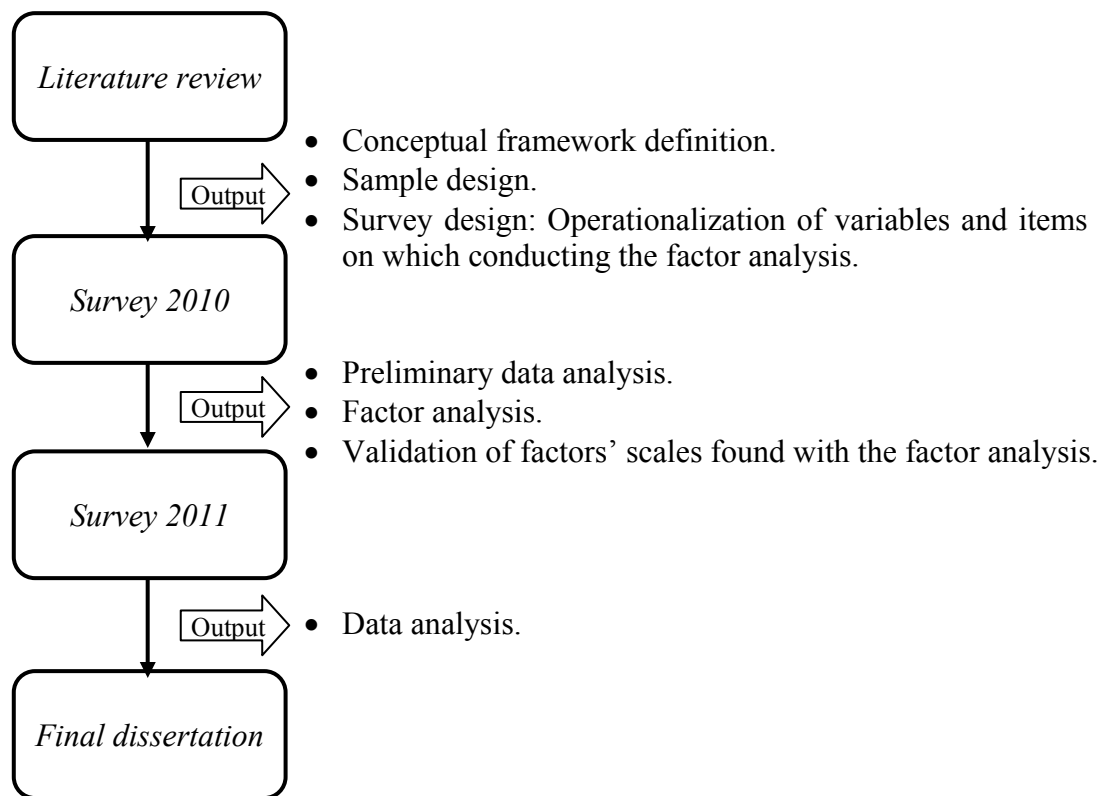 Literature review
• Conceptual framework definition.
Output
• Sample design.
• Survey design: Operationalization of variables and items
on which conducting the factor analysis.
Survey 2010
• Preliminary data analysis.
Output
• Factor analysis.
• Validation of factors’ scales found with the factor analysis.
Survey 2011
Output
• Data analysis.
Final dissertation